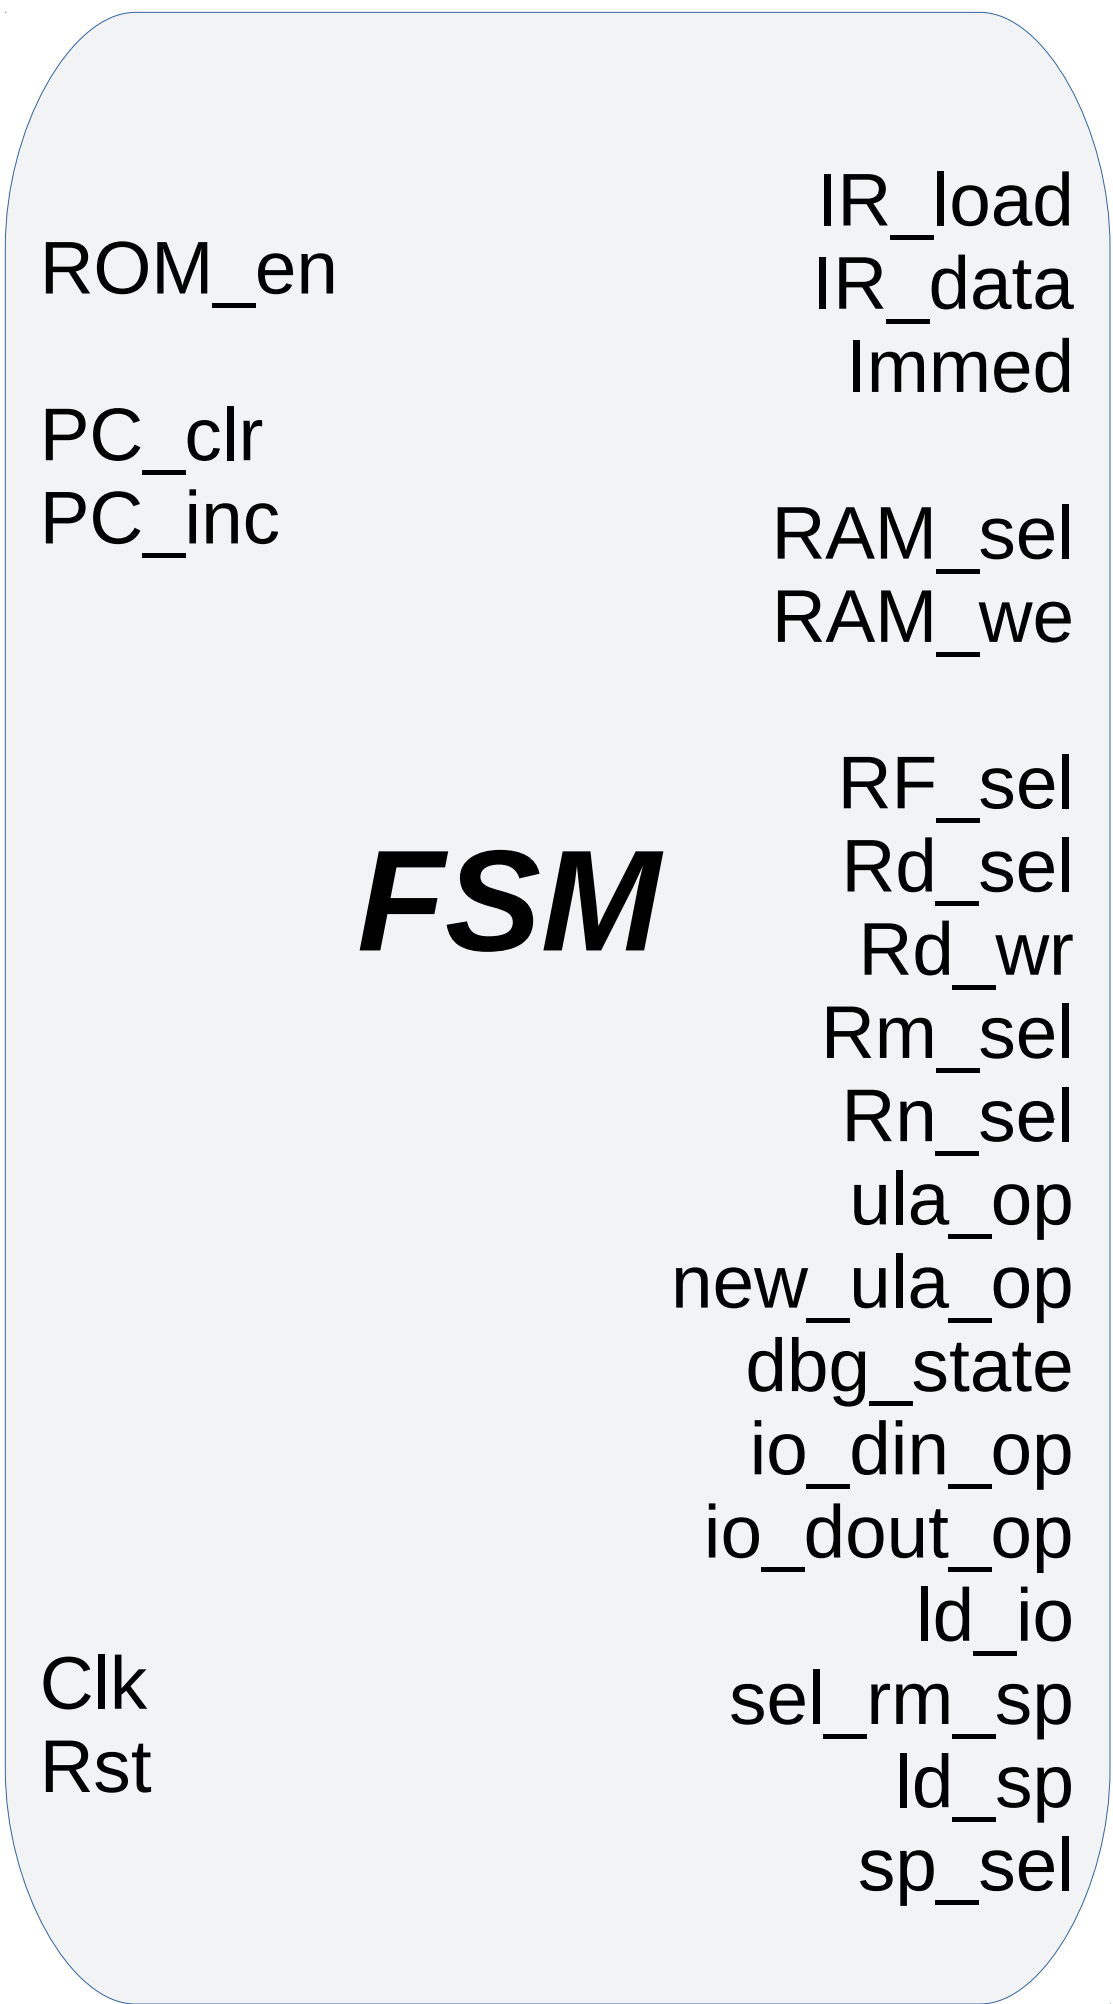 ROM_en
PC_clr
PC_inc
Clk
Rst
FSM
IR_load
IR_data
Immed
RAM_sel
RAM_we
RF_sel
Rd_sel
Rd_wr
Rm_sel
Rn_sel
ula_op
new_ula_op
dbg_state
io_din_op
io_dout_op
ld_io
sel_rm_sp
ld_sp
sp_sel